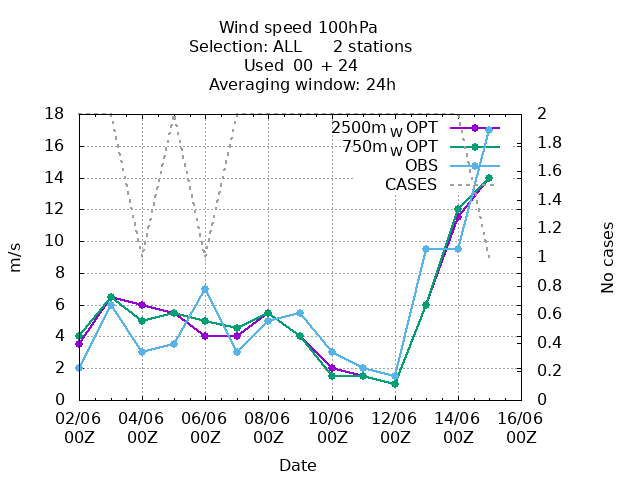 Wind speed 100hPa
Selection: ALL 2 stations
Used 00 + 24
Averaging window: 24h
18
16
14
12
10
8
6
4
2
0
m/s
2500m W OPT
750m W OPT
OBS
CASES
2
1.8
1.6
1.4
1.2
1
0.8
0.6
0.4
0.2
0
No cases
02/06 04/06 06/06 08/06 10/06 12/06 14/06 16/06
00Z 00Z 00Z 00Z 00Z 00Z 00Z 00Z
Date